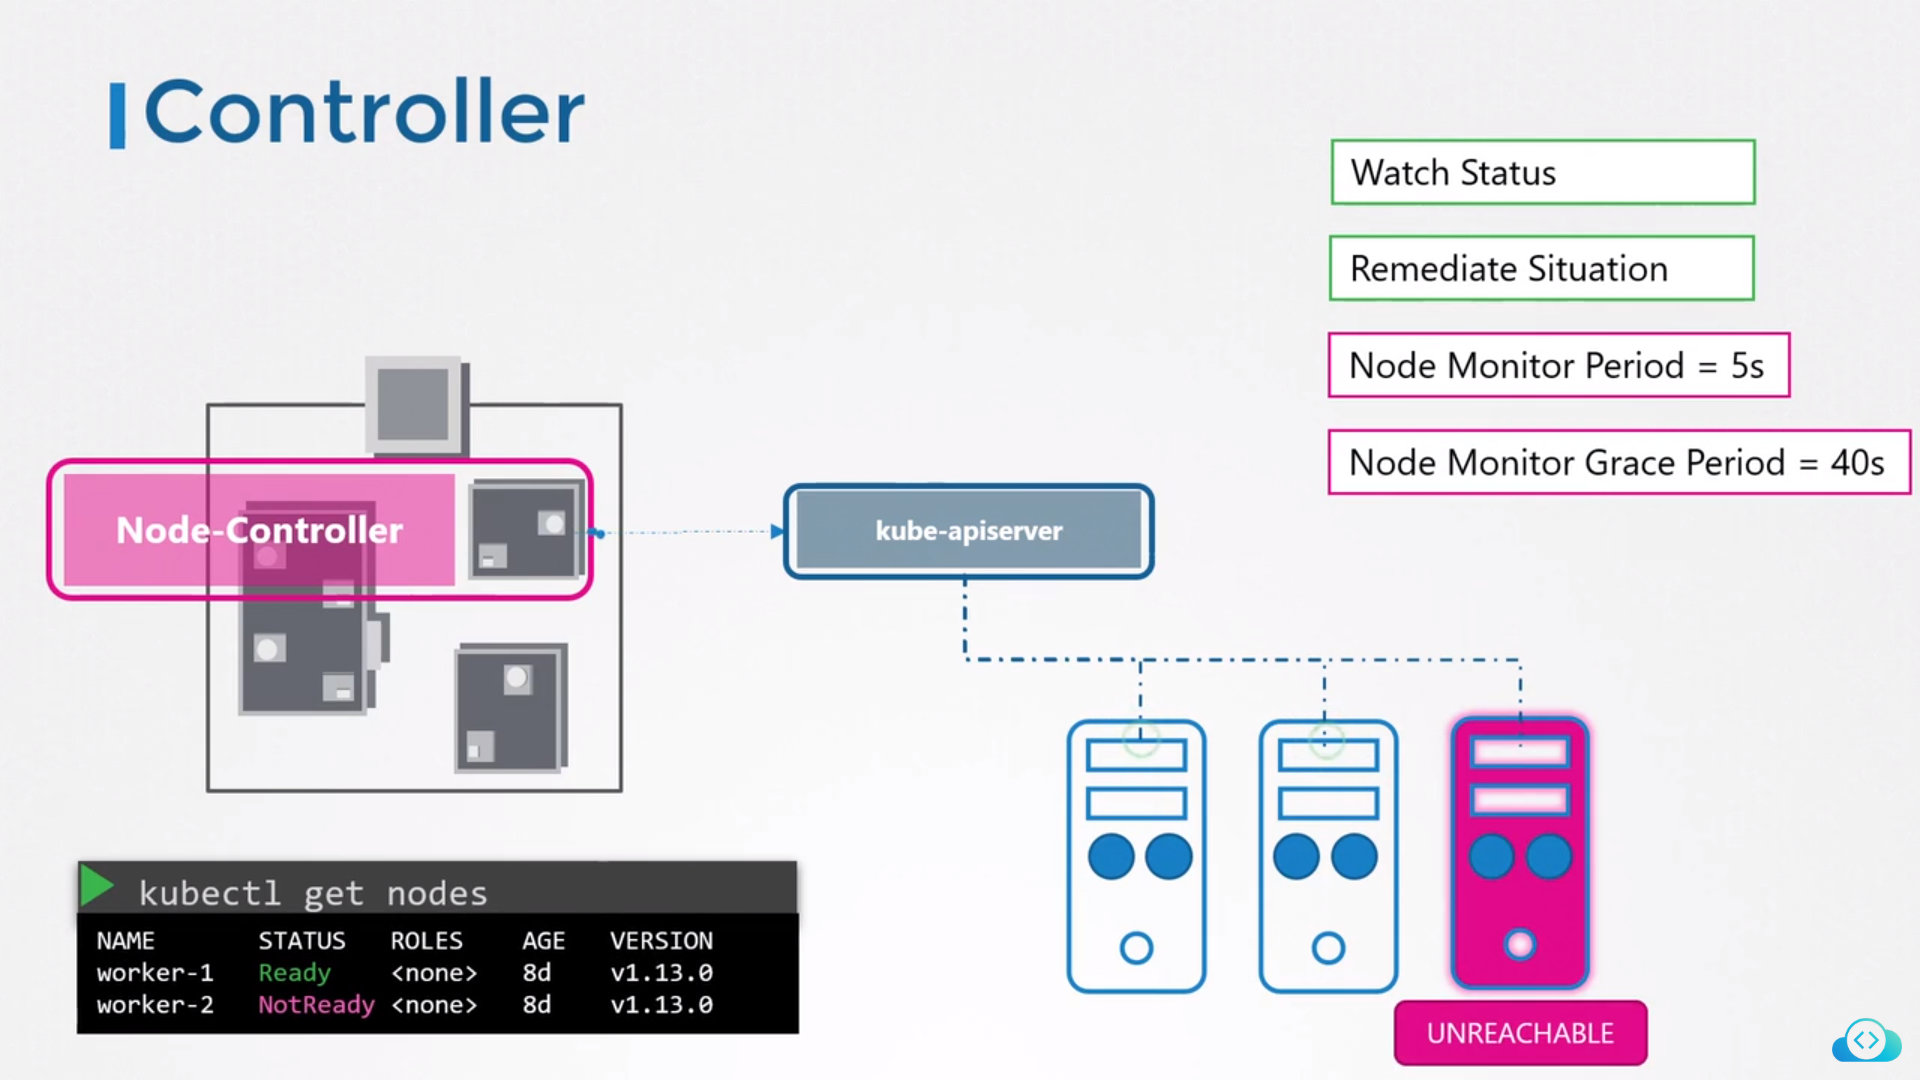 Controller
Watch Status
Remediate Situation
Node Monitor Period = 5s
Node Monitor Grace Period = 40s
Node-Controller
kube-apiserver
kubectl get nodes
NAME STATUS ROLES AGE VERSION
worker-1 Ready <none> 8d v1.13.0
worker-2 NotReady <none> 8d v1.13.0
UNREACHABLE